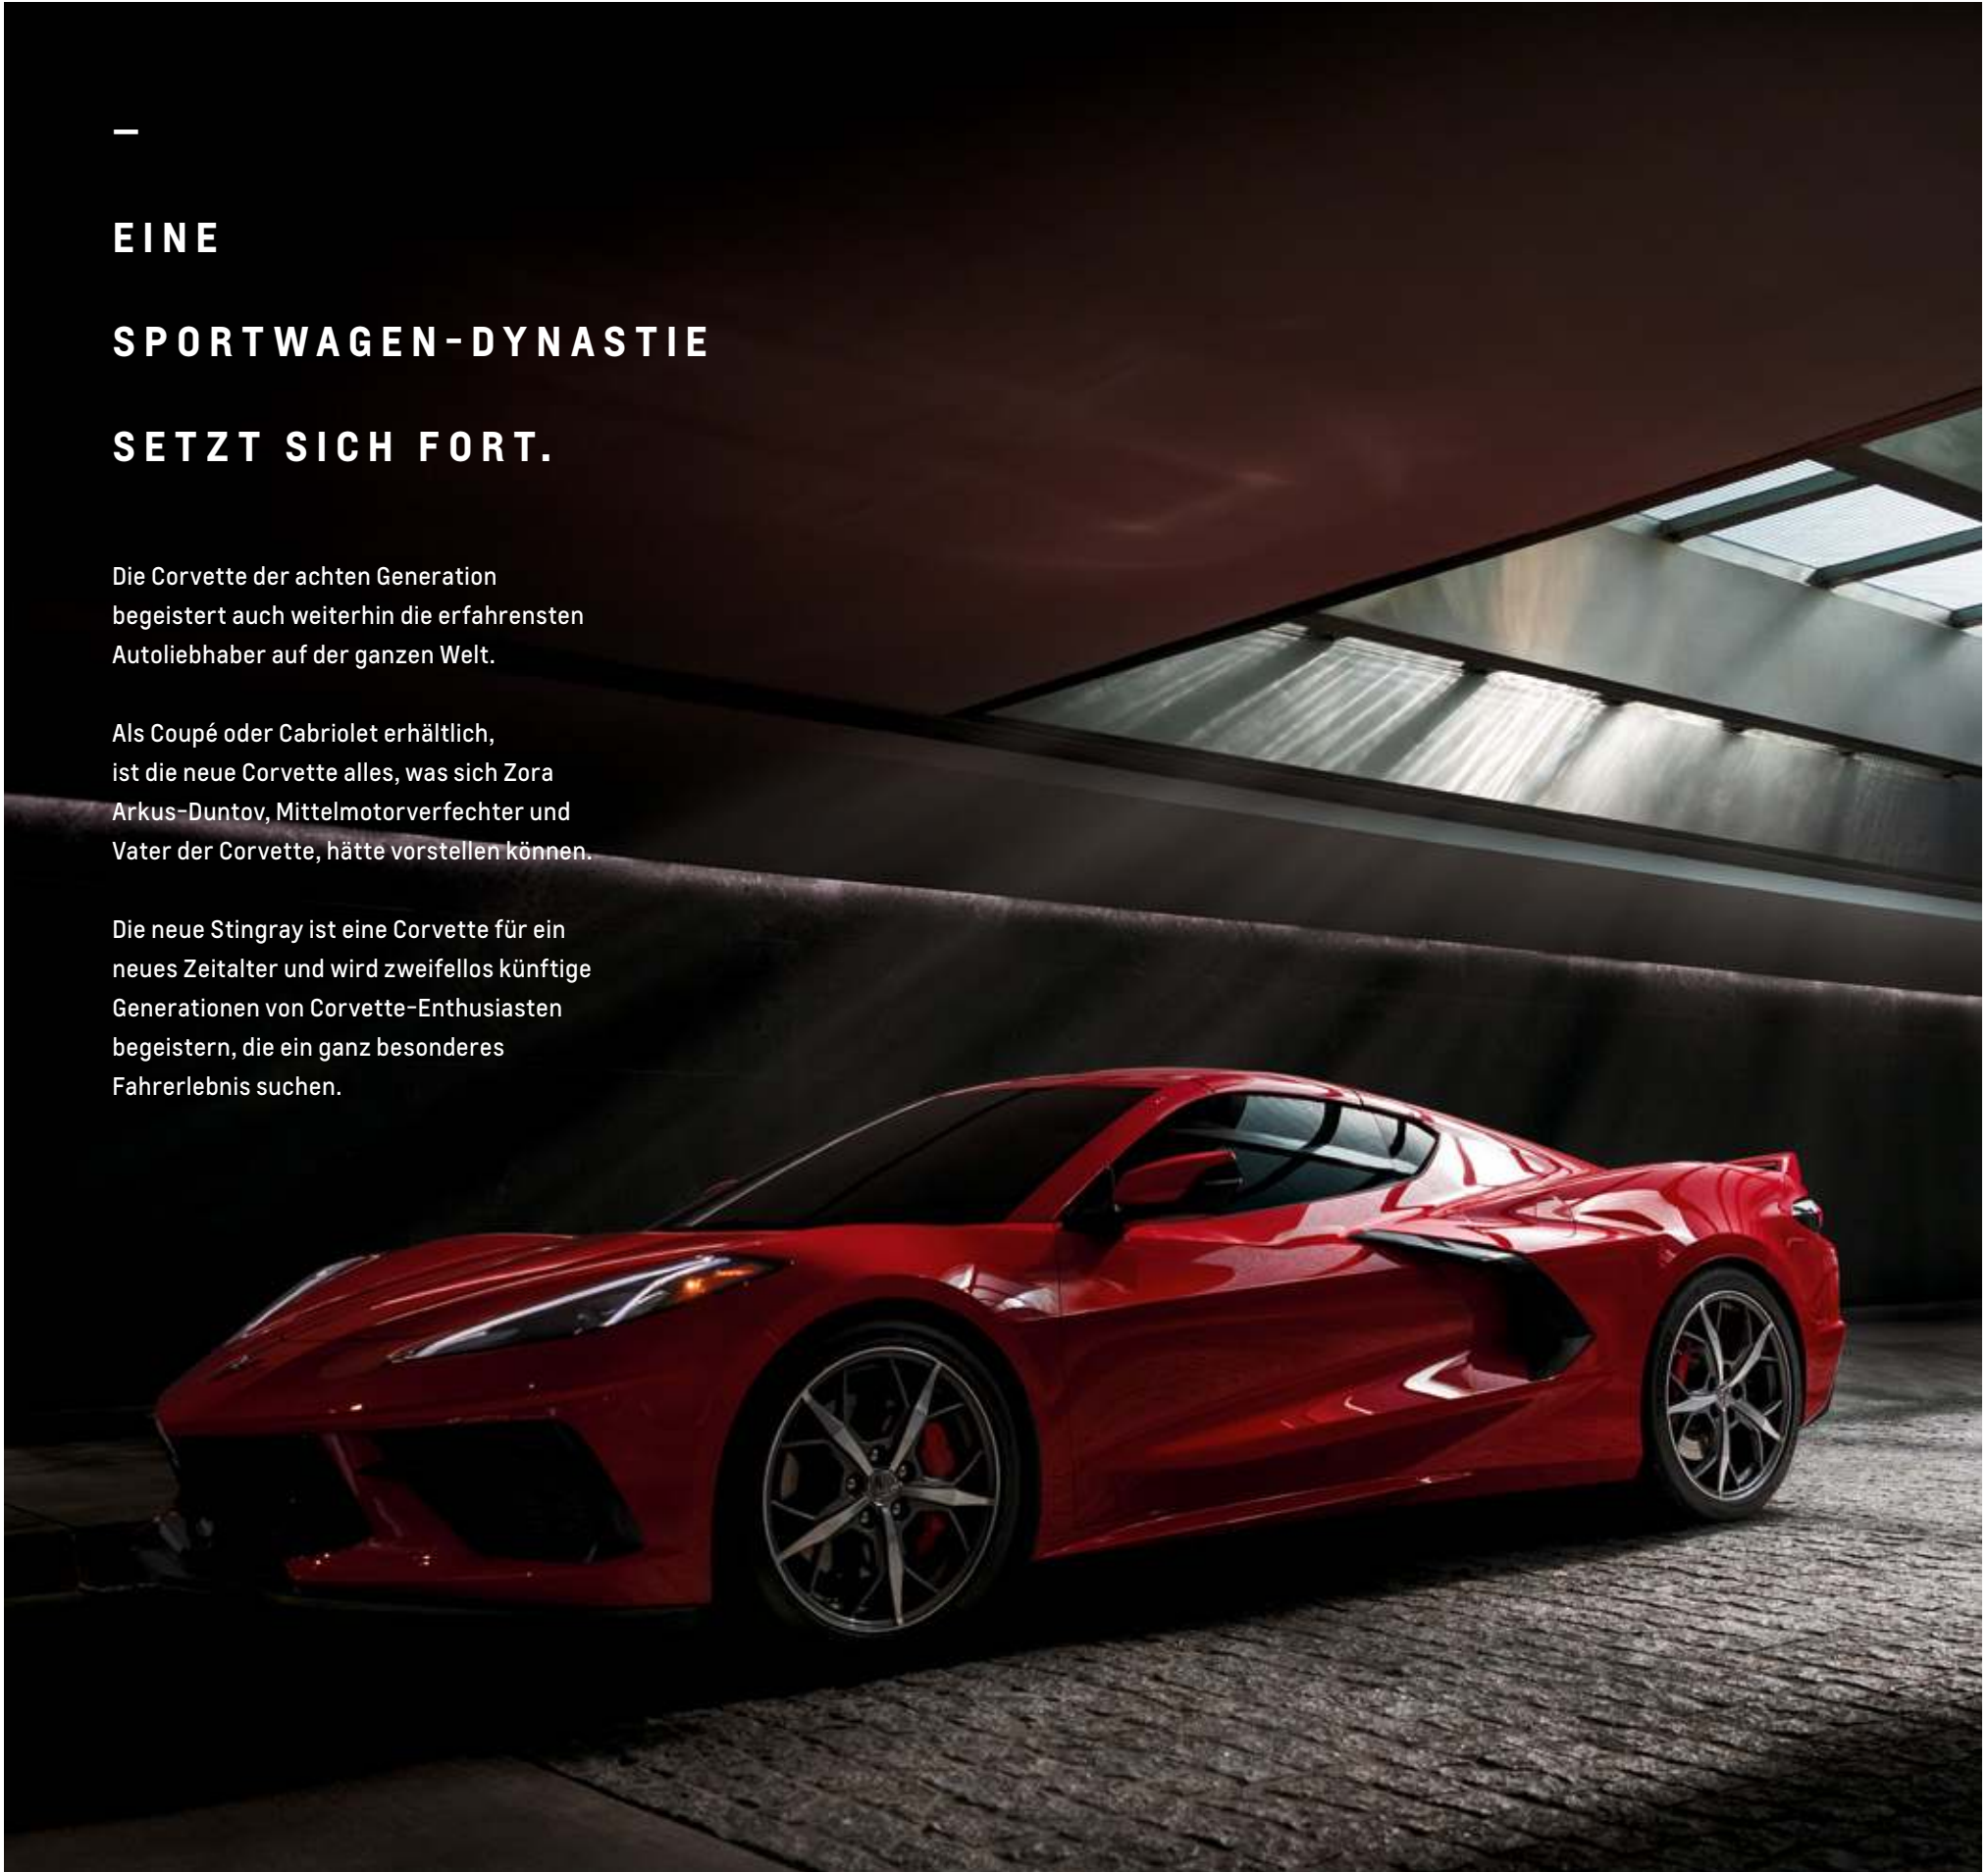 EINE
SPORTWAGEN-DYNASTIE
SETZT SICH FORT.
Die Corvette der achten Generation
begeistert auch weiterhin die erfahrensten
Autoliebhaber auf der ganzen Welt.
Als Coupé oder Cabriolet erhältlich,
ist die neue Corvette alles, was sich Zora
Arkus-Duntov, Mittelmotorverfechter und
Vater der Corvette, hätte vorstellen können.
Die neue Stingray ist eine Corvette für ein
neues Zeitalter und wird zweifellos künftige
Generationen von Corvette-Enthusiasten
begeistern, die ein ganz besonderes
Fahrerlebnis suchen.